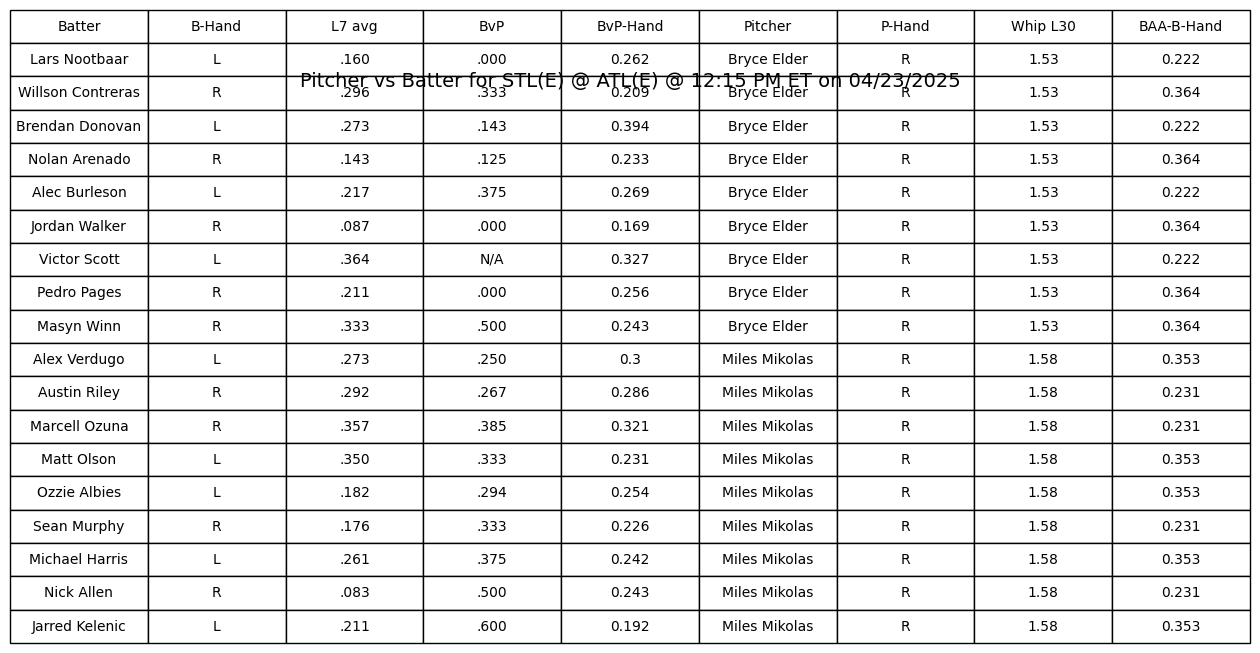 Batter B-Hand L7 avg BvP BvP-Hand Pitcher P-Hand Whip L30 BAA-B-Hand
Lars Nootbaar L .160 .000 0.262 Bryce Elder R 1.53 0.222
Pitcher vs Batter for STL(E) @ ATL(E) @ 12:15 PM ET on 04/23/2025
Willson Contreras R .296 .333 0.209 Bryce Elder R 1.53 0.364
Brendan Donovan L .273 .143 0.394 Bryce Elder R 1.53 0.222
Nolan Arenado R .143 .125 0.233 Bryce Elder R 1.53 0.364
Alec Burleson L .217 .375 0.269 Bryce Elder R 1.53 0.222
Jordan Walker R .087 .000 0.169 Bryce Elder R 1.53 0.364
Victor Scott L .364 N/A 0.327 Bryce Elder R 1.53 0.222
Pedro Pages R .211 .000 0.256 Bryce Elder R 1.53 0.364
Masyn Winn R .333 .500 0.243 Bryce Elder R 1.53 0.364
Alex Verdugo L .273 .250 0.3 Miles Mikolas R 1.58 0.353
Austin Riley R .292 .267 0.286 Miles Mikolas R 1.58 0.231
Marcell Ozuna R .357 .385 0.321 Miles Mikolas R 1.58 0.231
Matt Olson L .350 .333 0.231 Miles Mikolas R 1.58 0.353
Ozzie Albies L .182 .294 0.254 Miles Mikolas R 1.58 0.353
Sean Murphy R .176 .333 0.226 Miles Mikolas R 1.58 0.231
Michael Harris L .261 .375 0.242 Miles Mikolas R 1.58 0.353
Nick Allen R .083 .500 0.243 Miles Mikolas R 1.58 0.231
Jarred Kelenic L .211 .600 0.192 Miles Mikolas R 1.58 0.353